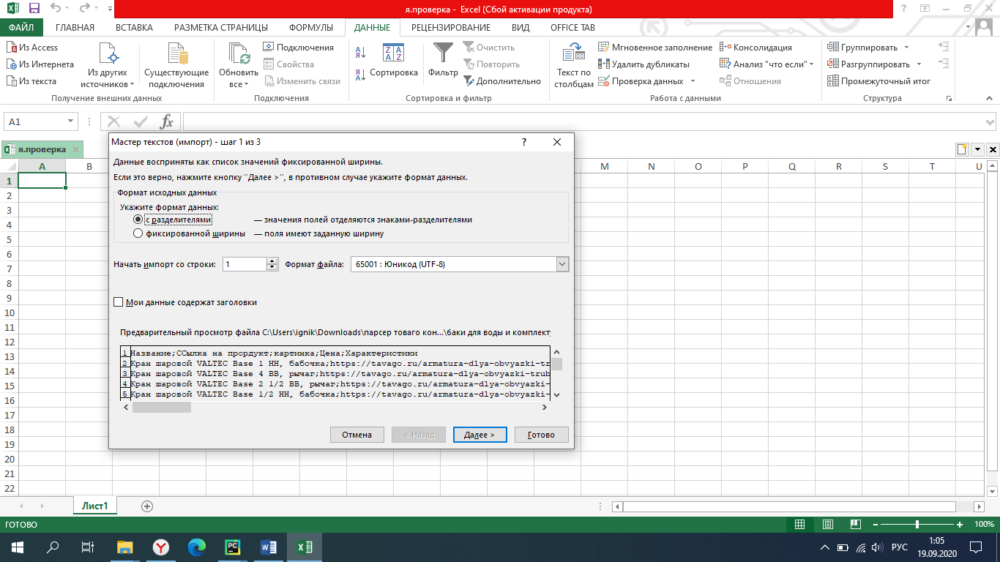 я.проверка - Excel (Сбой активации продукта)
ФАЙЛ ГЛАВНАЯ ВСТАВКА РАЗМЕТКА СТРАНИЦЫ ФОРМУЛЫ ДАННЫЕ РЕЦЕНЗИРОВАНИЕ ВИД OFFICE TAB
Из Access
Из Интернета
Из текста
Из других источников
Существующие подключения
Получение внешних данных
Обновить все
Подключения
Свойства
Изменить связи
Подключения
Сортировка
Фильтр
Очистить
Повторить
Дополнительно
Сортировка и фильтр
Текст по столбцам
Мгновенное заполнение
Удалить дубликаты
Проверка данных
Консолидация
Анализ "что если"
Отношения
Работа с данными
Группировать
Разгруппировать
Промежуточный итог
Структура
A1
я.проверка
A B M N O P Q R S T U
1
2
3
4
5
6
7
8
9
10
11
12
13
14
15
16
17
18
19
20
21
22
Мастер текстов (импорт) - шаг 1 из 3 ?
Данные восприняты как список значений фиксированной ширины.
Если это верно, нажмите кнопку "Далее >", в противном случае укажите формат данных.
Формат исходных данных
Укажите формат данных:
с разделителями — значения полей отделяются знаками-разделителями
фиксированной ширины — поля имеют заданную ширину
Начать импорт со строки: 1 Формат файла: 65001 : Юникод (UTF-8)
Мои данные содержат заголовки
Предварительный просмотр файла C:\Users\ignik\Downloads\парсер товаго кон...\баки для воды и комплект
1 Название;ССылка на прордукт;картинка;Цена;Характеристики
2 Кран шаровой VALTEC Base 1 НН, бабочка;https://tavago.ru/armatura-dlya-obvyazki-tr
3 Кран шаровой VALTEC Base 4 ВВ, рычаг;https://tavago.ru/armatura-dlya-obvyazki-trub
4 Кран шаровой VALTEC Base 2 1/2 ВВ, рычаг;https://tavago.ru/armatura-dlya-obvyazki-
5 Кран шаровой VALTEC Base 1/2 НН, бабочка;https://tavago.ru/armatura-dlya-obvyazki-
Отмена < Назад Далее > Готово
Лист1
ГОТОВО 100%
РУС
1:05
19.09.2020